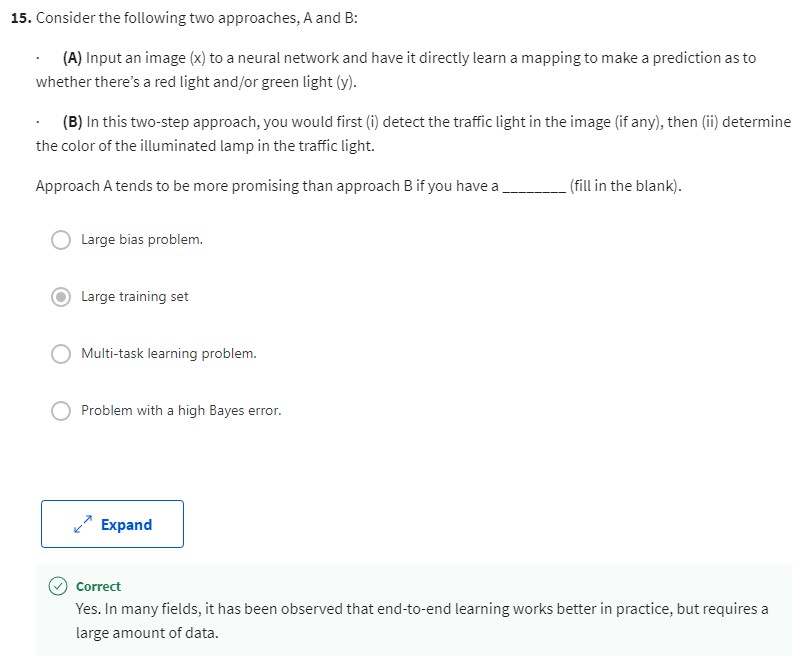 15. Consider the following two approaches, A and B:
· (A) Input an image (x) to a neural network and have it directly learn a mapping to make a prediction as to
whether there's a red light and/or green light (y).
· (B) In this two-step approach, you would first (i) detect the traffic light in the image (if any), then (ii) determine
the color of the illuminated lamp in the traffic light.
Approach A tends to be more promising than approach B if you have a ________ (fill in the blank).
Large bias problem.
Large training set
Multi-task learning problem.
Problem with a high Bayes error.
Expand
Correct
Yes. In many fields, it has been observed that end-to-end learning works better in practice, but requires a
large amount of data.